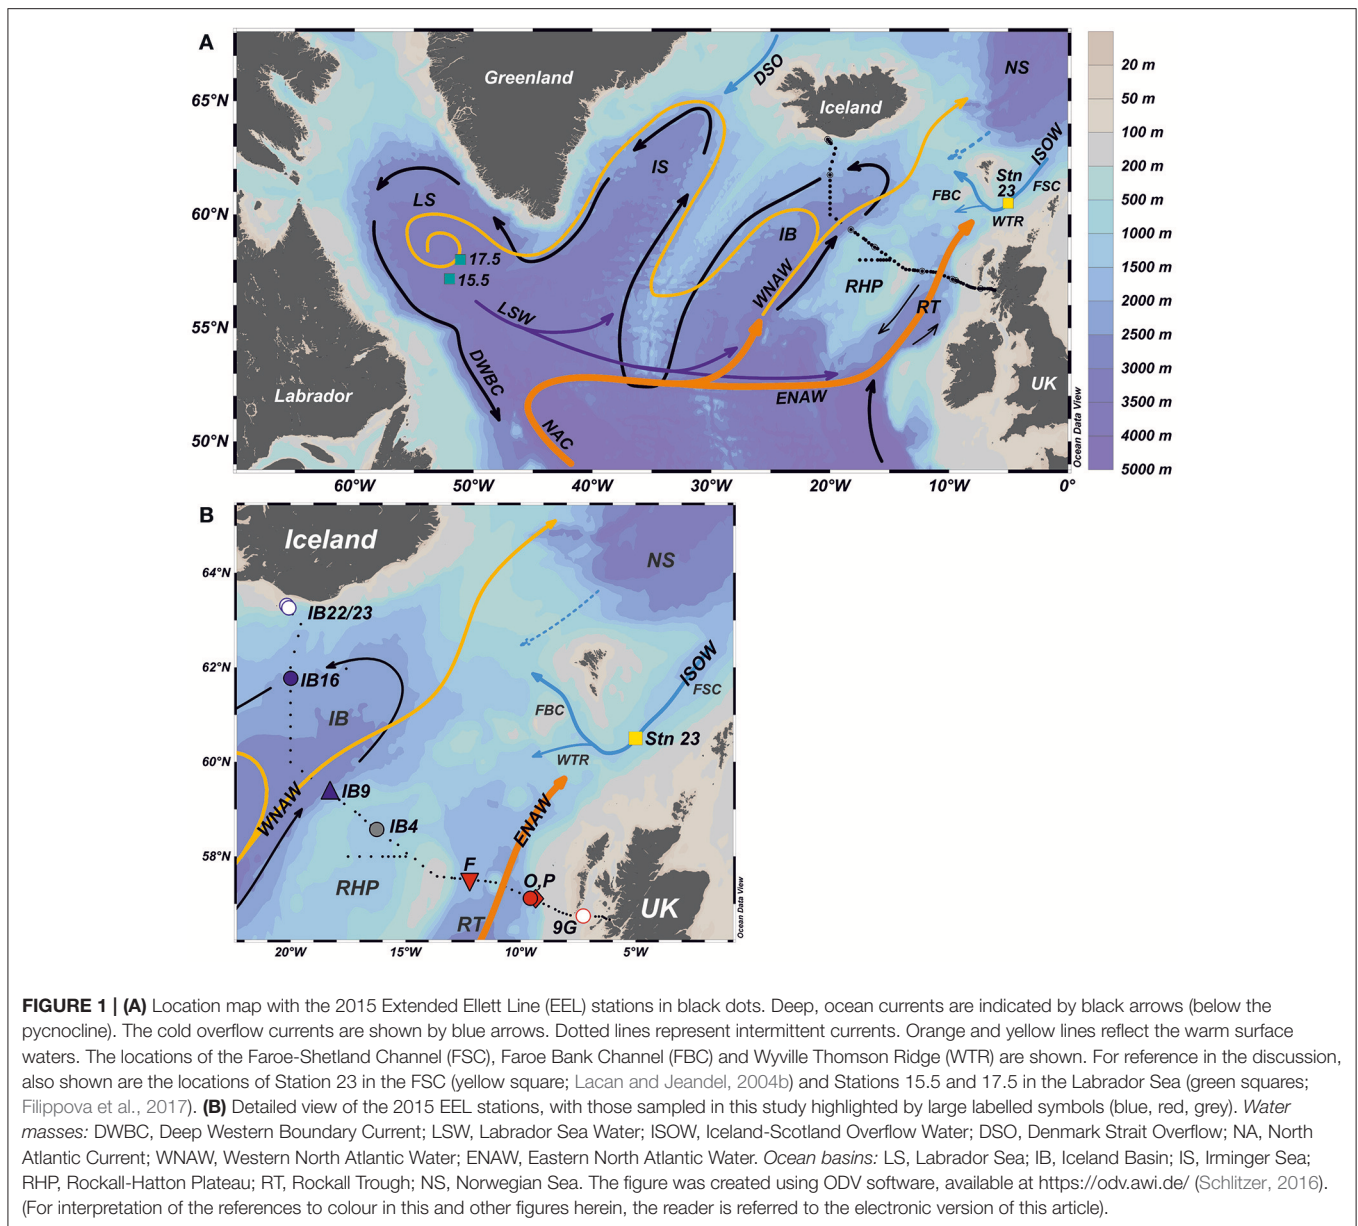 A
Greenland
DSO
Iceland
NS
65°N
IS
ISOW
Stn
23
FBC
FSC
WTR
LS
60°N
IB
17.5
15.5
WNAW
RHP
RT
LSW
55°N
DWBC
ENAW
UK
Labrador
NAC
50°N
Ocean Data View
60°W
50°W
40°W
30°W
20°W
10°W
0°
20 m
50 m
100 m
200 m
500 m
1000 m
1500 m
2000 m
2500 m
3000 m
3500 m
4000 m
5000 m
B
Iceland
NS
64°N
IB22/23
62°N
IB16
ISOW
FSC
IB
FBC
Stn 23
WTR
60°N
IB9
WNAW
IB4
ENAW
58°N
F
O,P
RHP
RT
9G
UK
Ocean Data View
20°W
15°W
10°W
5°W
FIGURE 1 | (A) Location map with the 2015 Extended Ellett Line (EEL) stations in black dots. Deep, ocean currents are indicated by black arrows (below the
pycnocline). The cold overflow currents are shown by blue arrows. Dotted lines represent intermittent currents. Orange and yellow lines reflect the warm surface
waters. The locations of the Faroe-Shetland Channel (FSC), Faroe Bank Channel (FBC) and Wyville Thomson Ridge (WTR) are shown. For reference in the discussion,
also shown are the locations of Station 23 in the FSC (yellow square; Lacan and Jeandel, 2004b) and Stations 15.5 and 17.5 in the Labrador Sea (green squares;
Filippova et al., 2017). (B) Detailed view of the 2015 EEL stations, with those sampled in this study highlighted by large labelled symbols (blue, red, grey). Water
masses: DWBC, Deep Western Boundary Current; LSW, Labrador Sea Water; ISOW, Iceland-Scotland Overflow Water; DSO, Denmark Strait Overflow; NA, North
Atlantic Current; WNAW, Western North Atlantic Water; ENAW, Eastern North Atlantic Water. Ocean basins: LS, Labrador Sea; IB, Iceland Basin; IS, Irminger Sea;
RHP, Rockall-Hatton Plateau; RT, Rockall Trough; NS, Norwegian Sea. The figure was created using ODV software, available at https://odv.awi.de/ (Schlitzer, 2016).
(For interpretation of the references to colour in this and other figures herein, the reader is referred to the electronic version of this article).